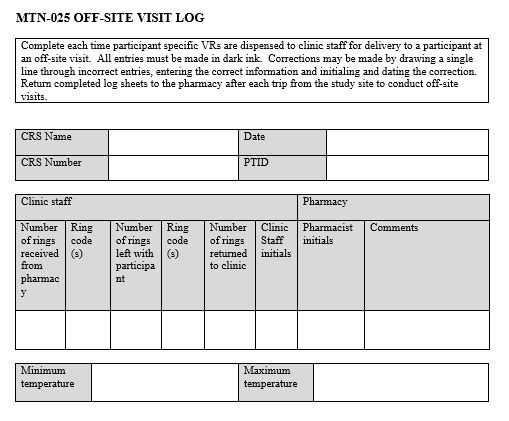 MTN-025 OFF-SITE VISIT LOG
Complete each time participant specific VRs are dispensed to clinic staff for delivery to a participant at
an off-site visit.  All entries must be made in dark ink.  Corrections may be made by drawing a single
line through incorrect entries, entering the correct information and initialing and dating the correction.
Return completed log sheets to the pharmacy after each trip from the study site to conduct off-site
visits.
CRS Name
Date
CRS Number
PTID
Clinic staff
Pharmacy
Number
of rings
received
from
pharmac
y
Ring
code
(s)
Number
of rings
left with
participa
nt
Ring
code
(s)
Number
of rings
returned
to clinic
Clinic
Staff
initials
Pharmacist
initials
Comments
Minimum
temperature
Maximum
temperature